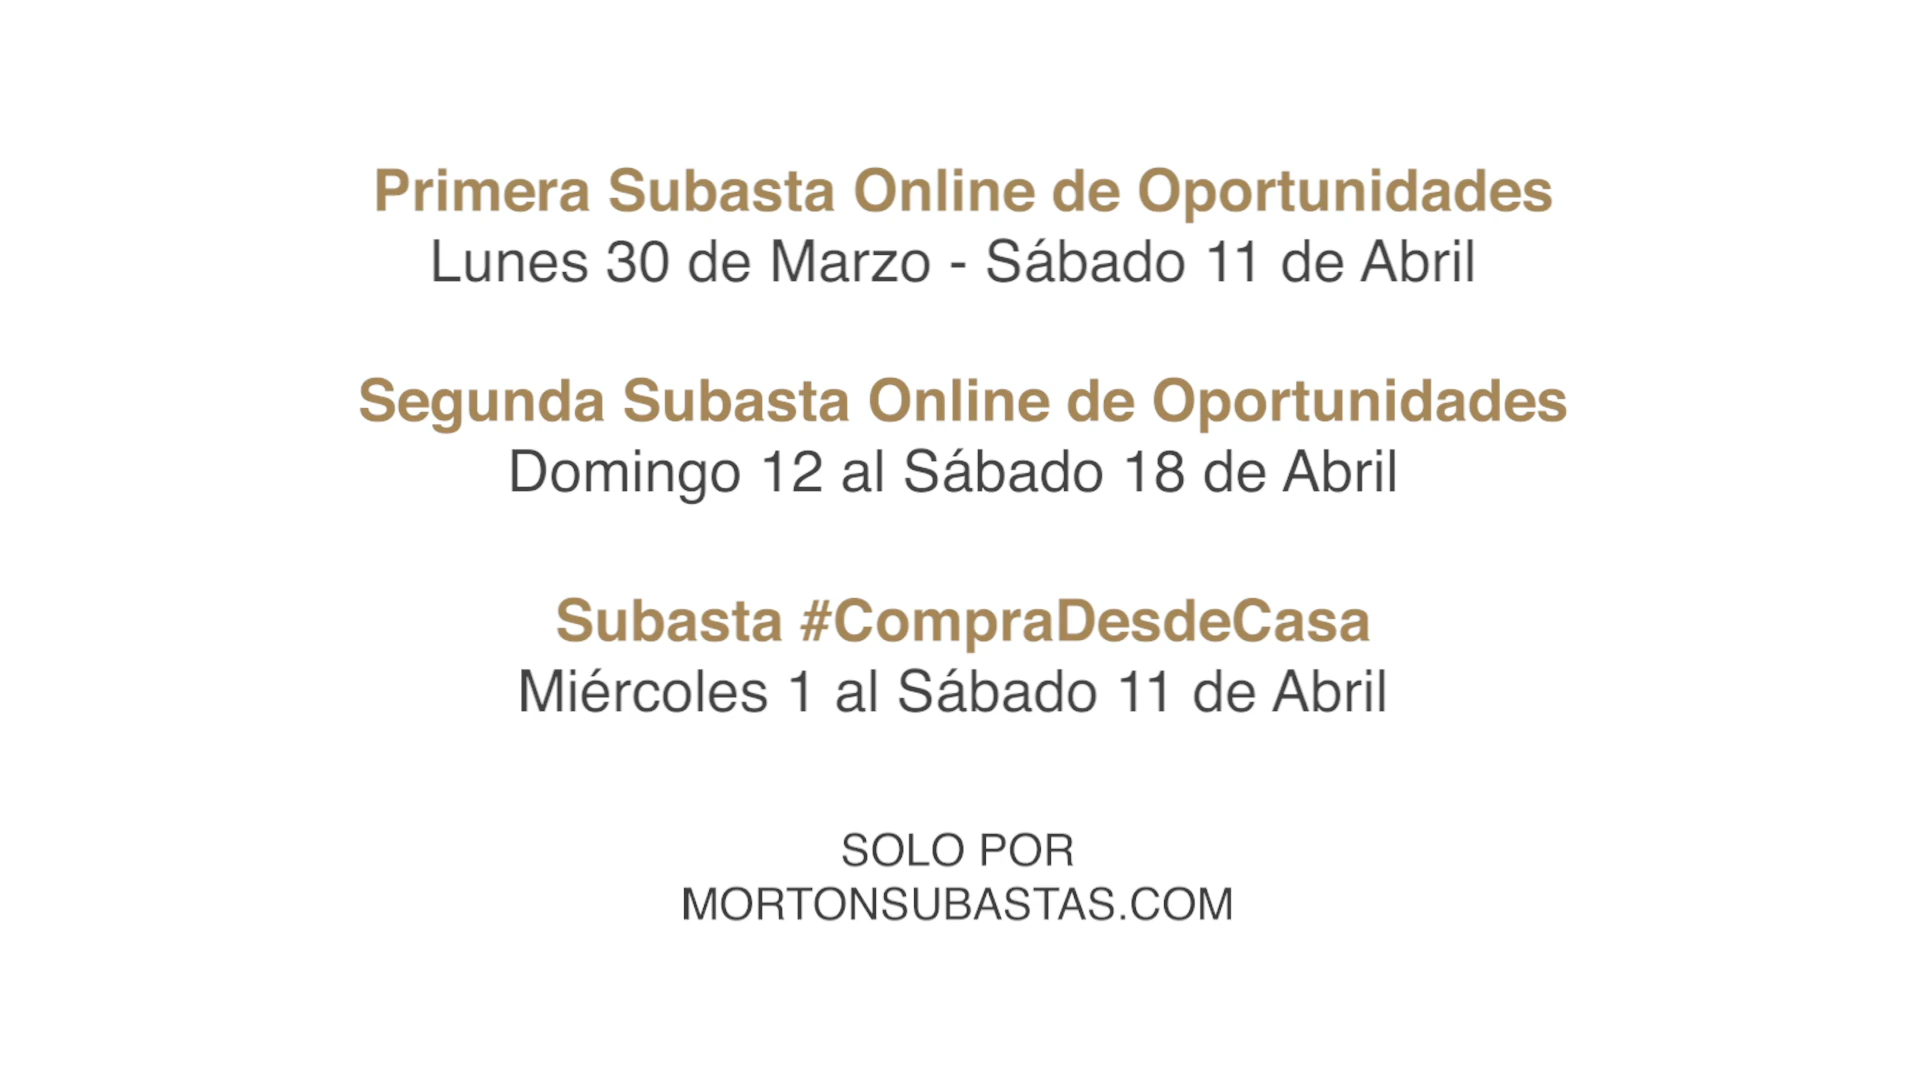 Primera Subasta Online de Oportunidades
Lunes 30 de Marzo - Sábado 11 de Abril
Segunda Subasta Online de Oportunidades
Domingo 12 al Sábado 18 de Abril
Subasta #CompraDesdeCasa
Miércoles 1 al Sábado 11 de Abril
SOLO POR
MORTONSUBASTAS.COM